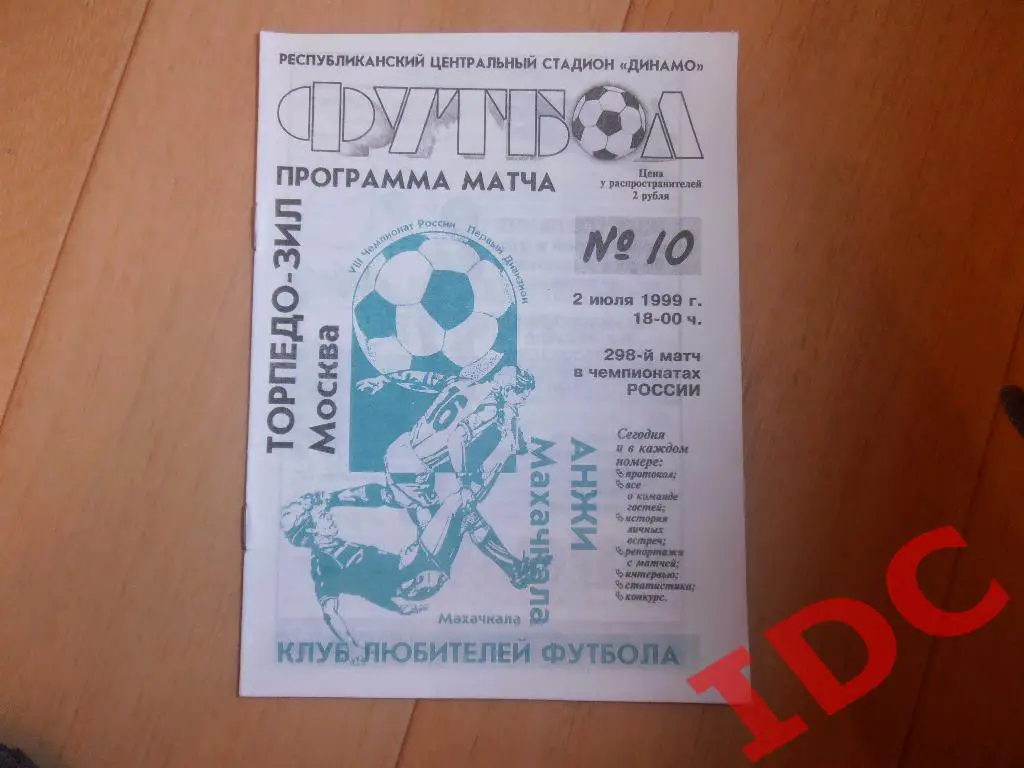 РЕСПУБЛИКАНСКИЙ ЦЕНТРАЛЬНЫЙ СТАДИОН «ДИНАМО»
ФУТБОЛ
ПРОГРАММА МАТЧА
Цена
у распространителей
2 рубля
ТОРПЕДО-ЗИЛ
Москва
VIII Чемпионат России Первый Дивизион
№ 10
2 июля 1999 г.
18-00 ч.
298-й матч
в чемпионатах
РОССИИ
16
АНЖИ
Махачкала
Сегодня
и в каждом
номере:
протокол;
все
о команде
гостей;
история
личных
встреч;
репортажи
с матчей;
интервью;
статистика;
конкурс.
Махачкала
КЛУБ ЛЮБИТЕЛЕЙ ФУТБОЛА
IDC